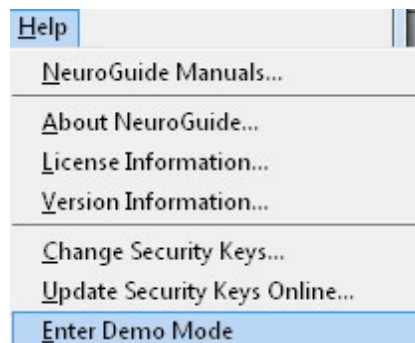 Help
NeuroGuide Manuals...
About NeuroGuide...
License Information...
Version Information...
Change Security Keys...
Update Security Keys Online...
Enter Demo Mode